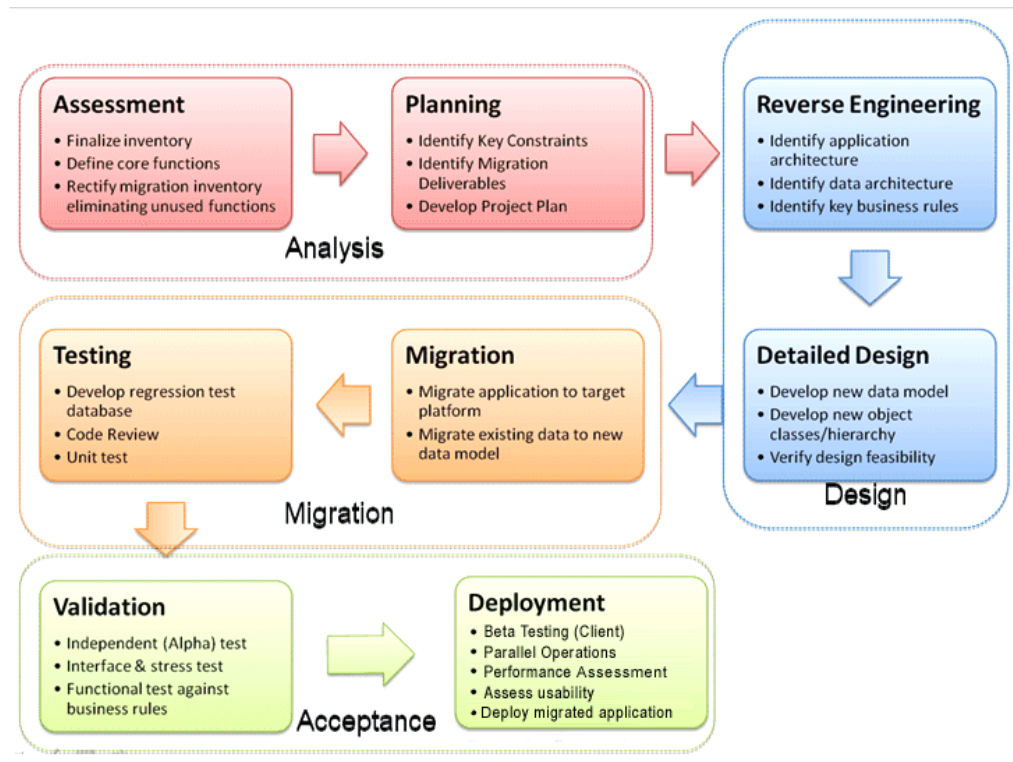 Assessment
• Finalize inventory
• Define core functions
• Rectify migration inventory
eliminating unused functions
Planning
• Identify Key Constraints
• Identify Migration
Deliverables
• Develop Project Plan
Analysis
Reverse Engineering
• Identify application
architecture
• Identify data architecture
• Identify key business rules
Detailed Design
• Develop new data model
• Develop new object
classes/hierarchy
• Verify design feasibility
Design
Migration
• Migrate application to target
platform
• Migrate existing data to new
data model
Testing
• Develop regression test
database
• Code Review
• Unit test
Migration
Validation
• Independent (Alpha) test
• Interface & stress test
• Functional test against
business rules
Deployment
• Beta Testing (Client)
• Parallel Operations
• Performance Assessment
• Assess usability
• Deploy migrated application
Acceptance